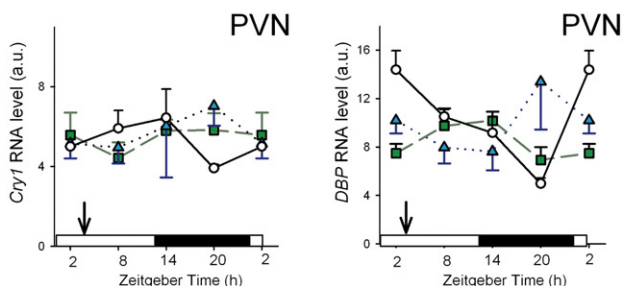 PVN
Cry1 RNA level (a.u.)
8
4
0
2 8 14 20 2
Zeitgeber Time (h)
PVN
DBP RNA level (a.u.)
16
12
8
4
0
2 8 14 20 2
Zeitgeber Time (h)